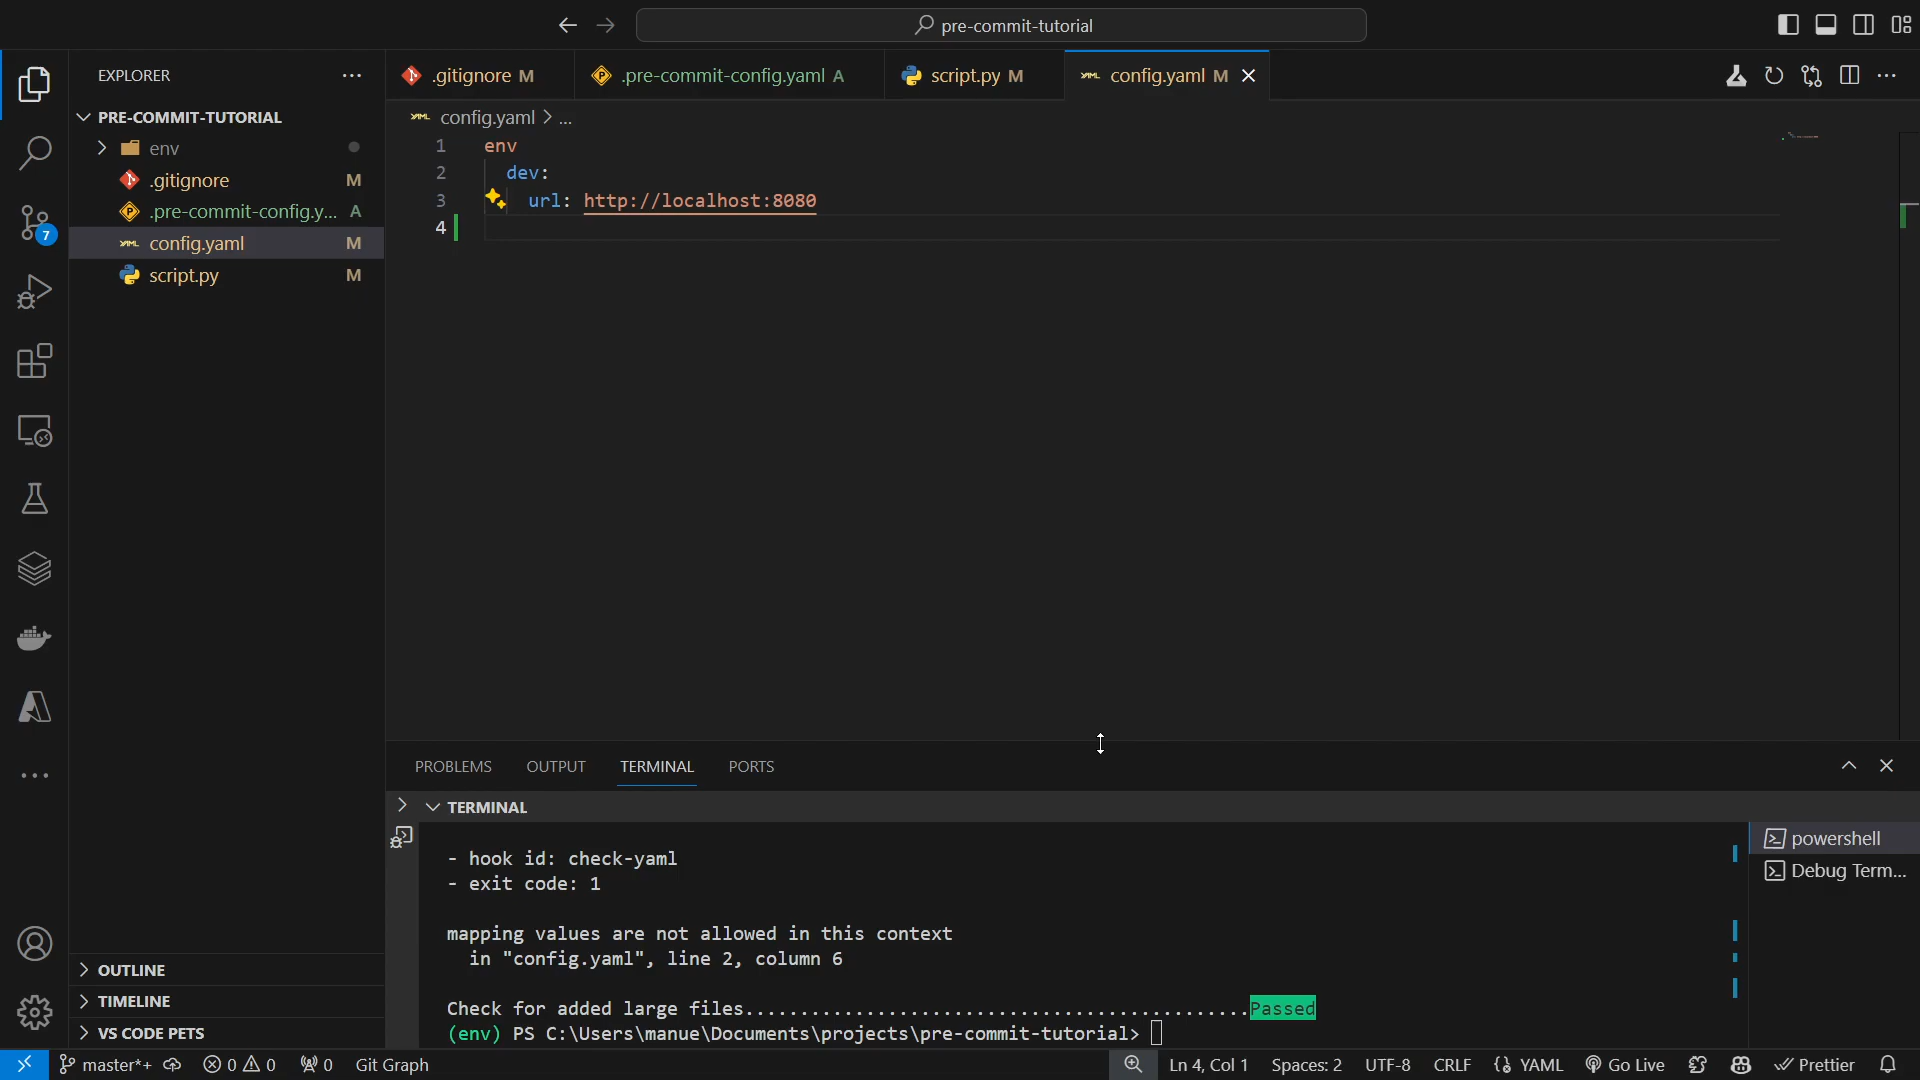 pre-commit-tutorial
EXPLORER
.gitignore M
.pre-commit-config.yaml A
script.py M
config.yaml M
PRE-COMMIT-TUTORIAL
env
.gitignore M
.pre-commit-config.y... A
config.yaml M
script.py M
7
config.yaml > ...
1 env
2 dev:
3 url: http://localhost:8080
4
PROBLEMS OUTPUT TERMINAL PORTS
TERMINAL
- hook id: check-yaml
- exit code: 1
mapping values are not allowed in this context
in "config.yaml", line 2, column 6
Check for added large files..............................................Passed
(env) PS C:\Users\manue\Documents\projects\pre-commit-tutorial>
powershell
Debug Term...
OUTLINE
TIMELINE
VS CODE PETS
master*+ 0 0 0 Git Graph Ln 4, Col 1 Spaces: 2 UTF-8 CRLF {} YAML Go Live Prettier